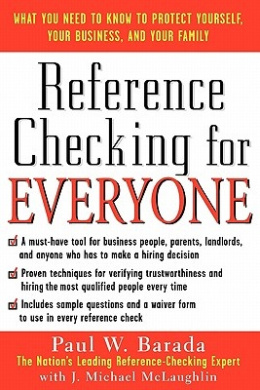 WHAT YOU NEED TO KNOW TO PROTECT YOURSELF,
YOUR BUSINESS, AND YOUR FAMILY
Reference
Checking for
EVERYONE
A must-have tool for business people, parents, landlords,
and anyone who has to make a hiring decision
Proven techniques for verifying trustworthiness and
hiring the most qualified people every time
Includes sample questions and a waiver form
to use in every reference check
Paul W. Barada
The Nation's Leading Reference-Checking Expert
with J. Michael McLaughlin